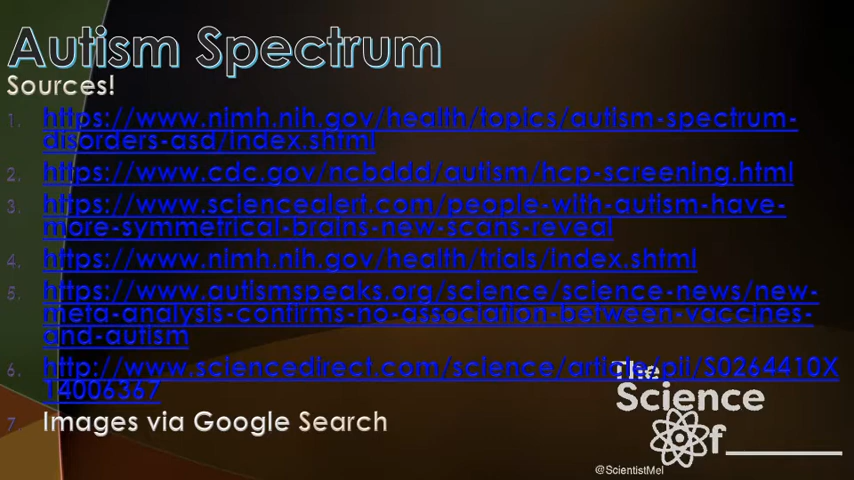 Autism Spectrum
Sources!
1. https://www.nimh.nih.gov/health/topics/autism-spectrum-
disorders-asd/index.shtml
2. https://www.cdc.gov/ncbddd/autism/hcp-screening.html
3. https://www.sciencealert.com/people-with-autism-have-
more-symmetrical-brains-new-scans-reveal
4. https://www.nimh.nih.gov/health/trials/index.shtml
5. https://www.autismspeaks.org/science/science-news/new-
meta-analysis-confirms-no-association-between-vaccines-
and-autism
6. http://www.sciencedirect.com/science/article/pii/S0264410X
14006367
7. Images via Google Search
The
Science
Of____
@ScientistMel